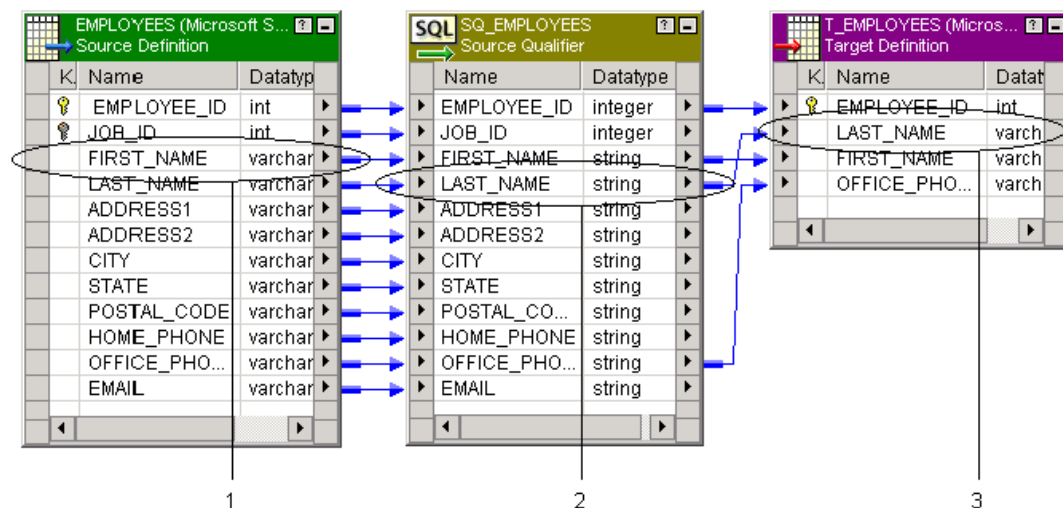 EMPLOYEES (Microsoft S...
Source Definition
K. Name Datatyp
EMPLOYEE_ID int
JOB_ID int
FIRST_NAME varchar
LAST_NAME varchar
ADDRESS1 varchar
ADDRESS2 varchar
CITY varchar
STATE varchar
POSTAL_CODE varchar
HOME_PHONE varchar
OFFICE_PHO... varchar
EMAIL varchar
SQL SQ_EMPLOYEES
Source Qualifier
Name Datatype
EMPLOYEE_ID integer
JOB_ID integer
FIRST_NAME string
LAST_NAME string
ADDRESS1 string
ADDRESS2 string
CITY string
STATE string
POSTAL_CO... string
HOME_PHONE string
OFFICE_PHO... string
EMAIL string
T_EMPLOYEES (Micros...
Target Definition
K Name Datat
EMPLOYEE_ID int
LAST_NAME varch
FIRST_NAME varch
OFFICE_PHO... varch
1 2 3